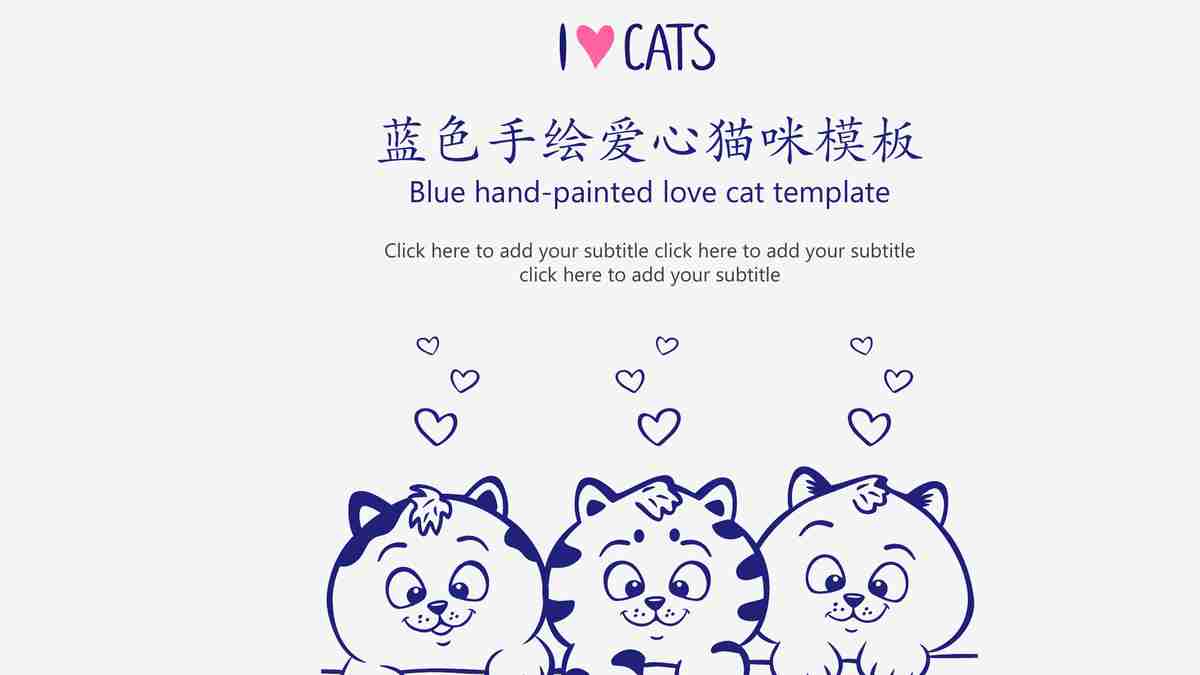 I ♥ CATS
蓝色手绘爱心猫咪模板
Blue hand-painted love cat template
Click here to add your subtitle click here to add your subtitle
click here to add your subtitle